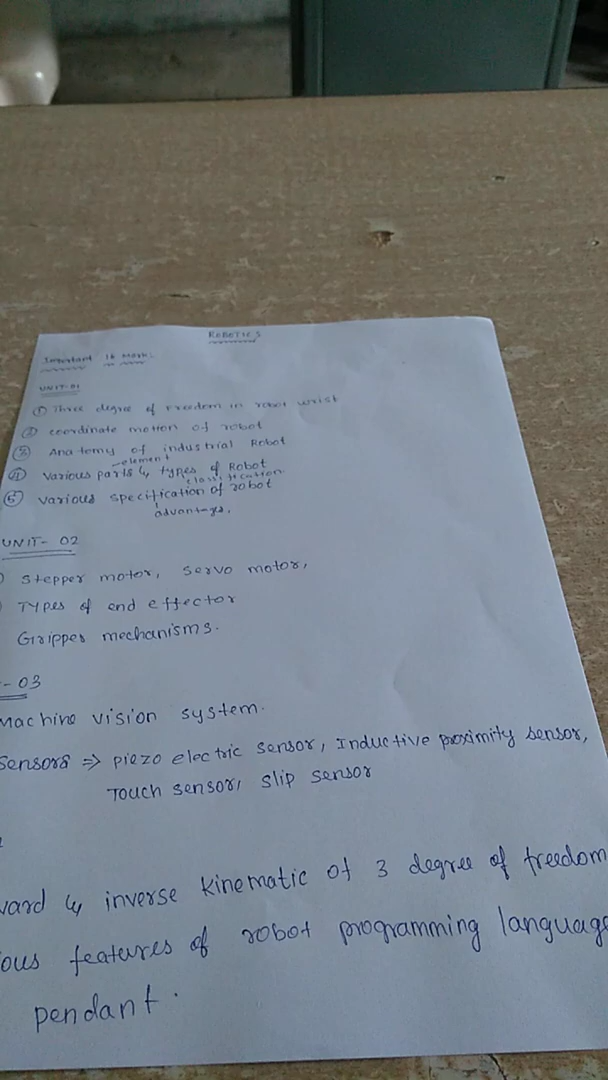 ROBOTICS
Important 16 Mark:
UNIT-01
① Three degree of Freedom in robot wrist
② coordinate motion of robot
③ Anatomy of industrial Robot
element
④ Various parts & types of Robot
classification
⑤ various specification of robot
advantages.
UNIT- 02
stepper motor, servo motor,
Types of end effector
Gripper mechanisms.
- 03
Machine vision system.
Sensors ⇒ piezo electric sensor, Inductive proximity sensor,
Touch sensor, slip sensor
ward & inverse kinematic of 3 degree of freedom
ious features of robot programming language
pendant.